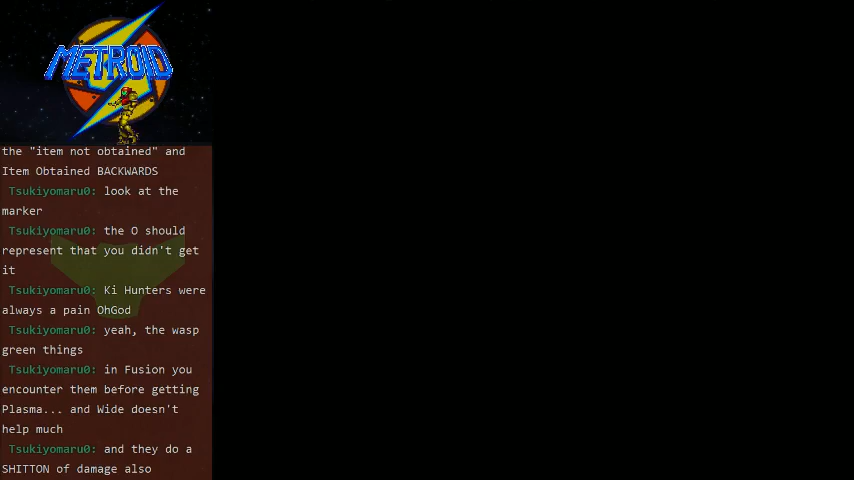 METROID
the "item not obtained" and
Item Obtained BACKWARDS
Tsukiyomaru0: look at the
marker
Tsukiyomaru0: the O should
represent that you didn't get
it
Tsukiyomaru0: Ki Hunters were
always a pain OhGod
Tsukiyomaru0: yeah, the wasp
green things
Tsukiyomaru0: in Fusion you
encounter them before getting
Plasma... and Wide doesn't
help much
Tsukiyomaru0: and they do a
SHITTON of damage also